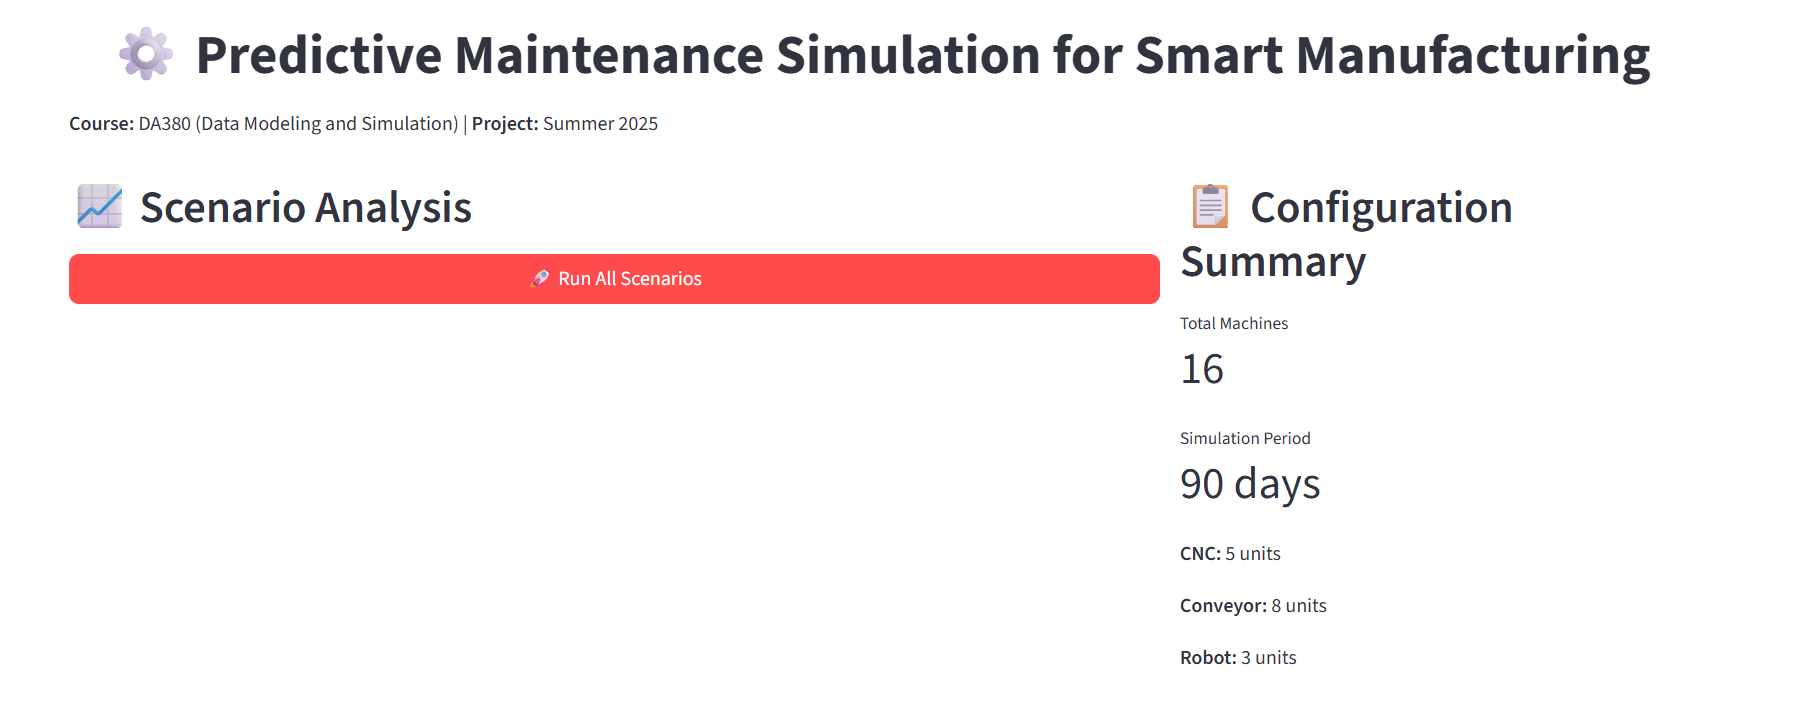 Predictive Maintenance Simulation for Smart Manufacturing
Course: DA380 (Data Modeling and Simulation) | Project: Summer 2025
Scenario Analysis
Run All Scenarios
Configuration
Summary
Total Machines
16
Simulation Period
90 days
CNC: 5 units
Conveyor: 8 units
Robot: 3 units